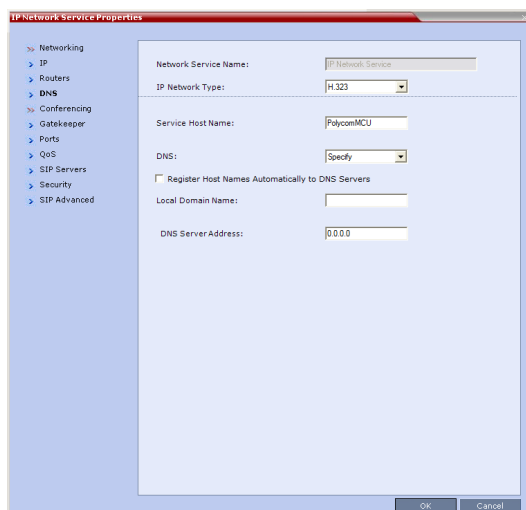 IP Network Service Properties
Networking
IP
Routers
DNS
Conferencing
Gatekeeper
Ports
QoS
SIP Servers
Security
SIP Advanced
Network Service Name: IP Network Service
IP Network Type: H.323
Service Host Name: PolycomMCU
DNS: Specify
Register Host Names Automatically to DNS Servers
Local Domain Name:
DNS Server Address: 0.0.0.0
OK Cancel